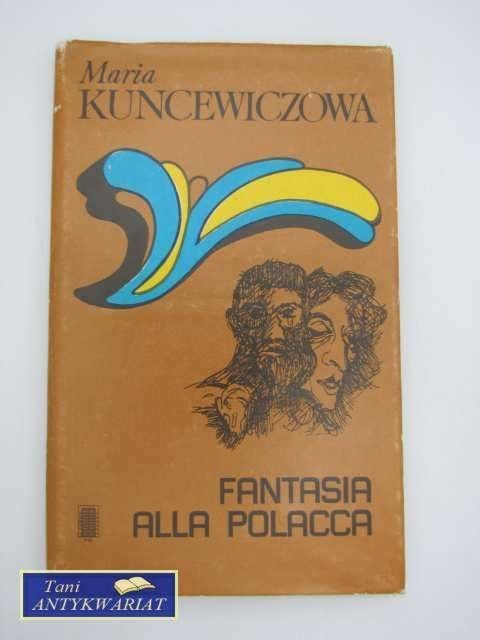 Maria
KUNCEWICZOWA
FANTASIA
ALLA POLACCA
Tani
ANTYKWARIAT